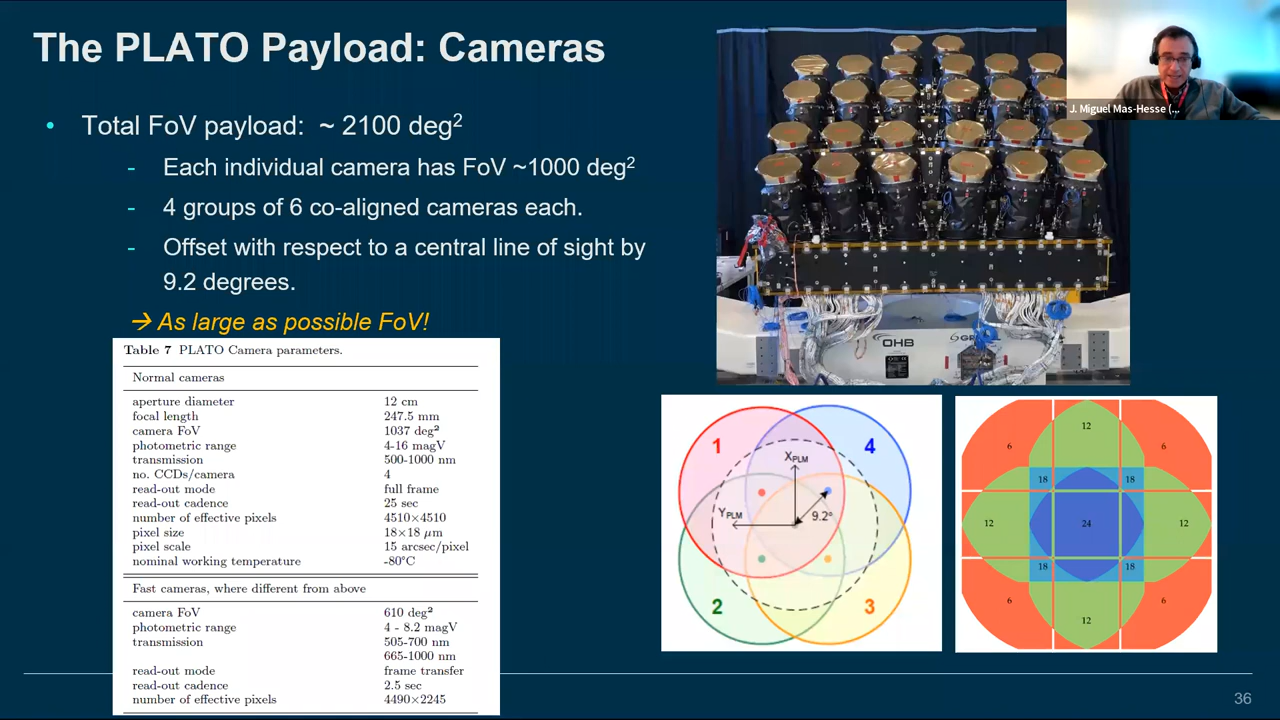 The PLATO Payload: Cameras
• Total FoV payload: ~ 2100 deg²
- Each individual camera has FoV ~1000 deg²
- 4 groups of 6 co-aligned cameras each.
- Offset with respect to a central line of sight by
9.2 degrees.
→ As large as possible FoV!
Table 7 PLATO Camera parameters.
Normal cameras
aperture diameter 12 cm
focal length 247.5 mm
camera FoV 1037 deg²
photometric range 4-16 magV
transmission 500-1000 nm
no. CCDs/camera 4
read-out mode full frame
read-out cadence 25 sec
number of effective pixels 4510×4510
pixel size 18×18 μm
pixel scale 15 arcsec/pixel
nominal working temperature -80°C
Fast cameras, where different from above
camera FoV 610 deg²
photometric range 4 - 8.2 magV
transmission 505-700 nm
665-1000 nm
read-out mode frame transfer
read-out cadence 2.5 sec
number of effective pixels 4490×2245
J. Miguel Mas-Hesse (...
OHB
1
4
X PLM
Y PLM
9.2°
2
3
6
12
6
18
18
12
24
12
18
18
6
12
6
36